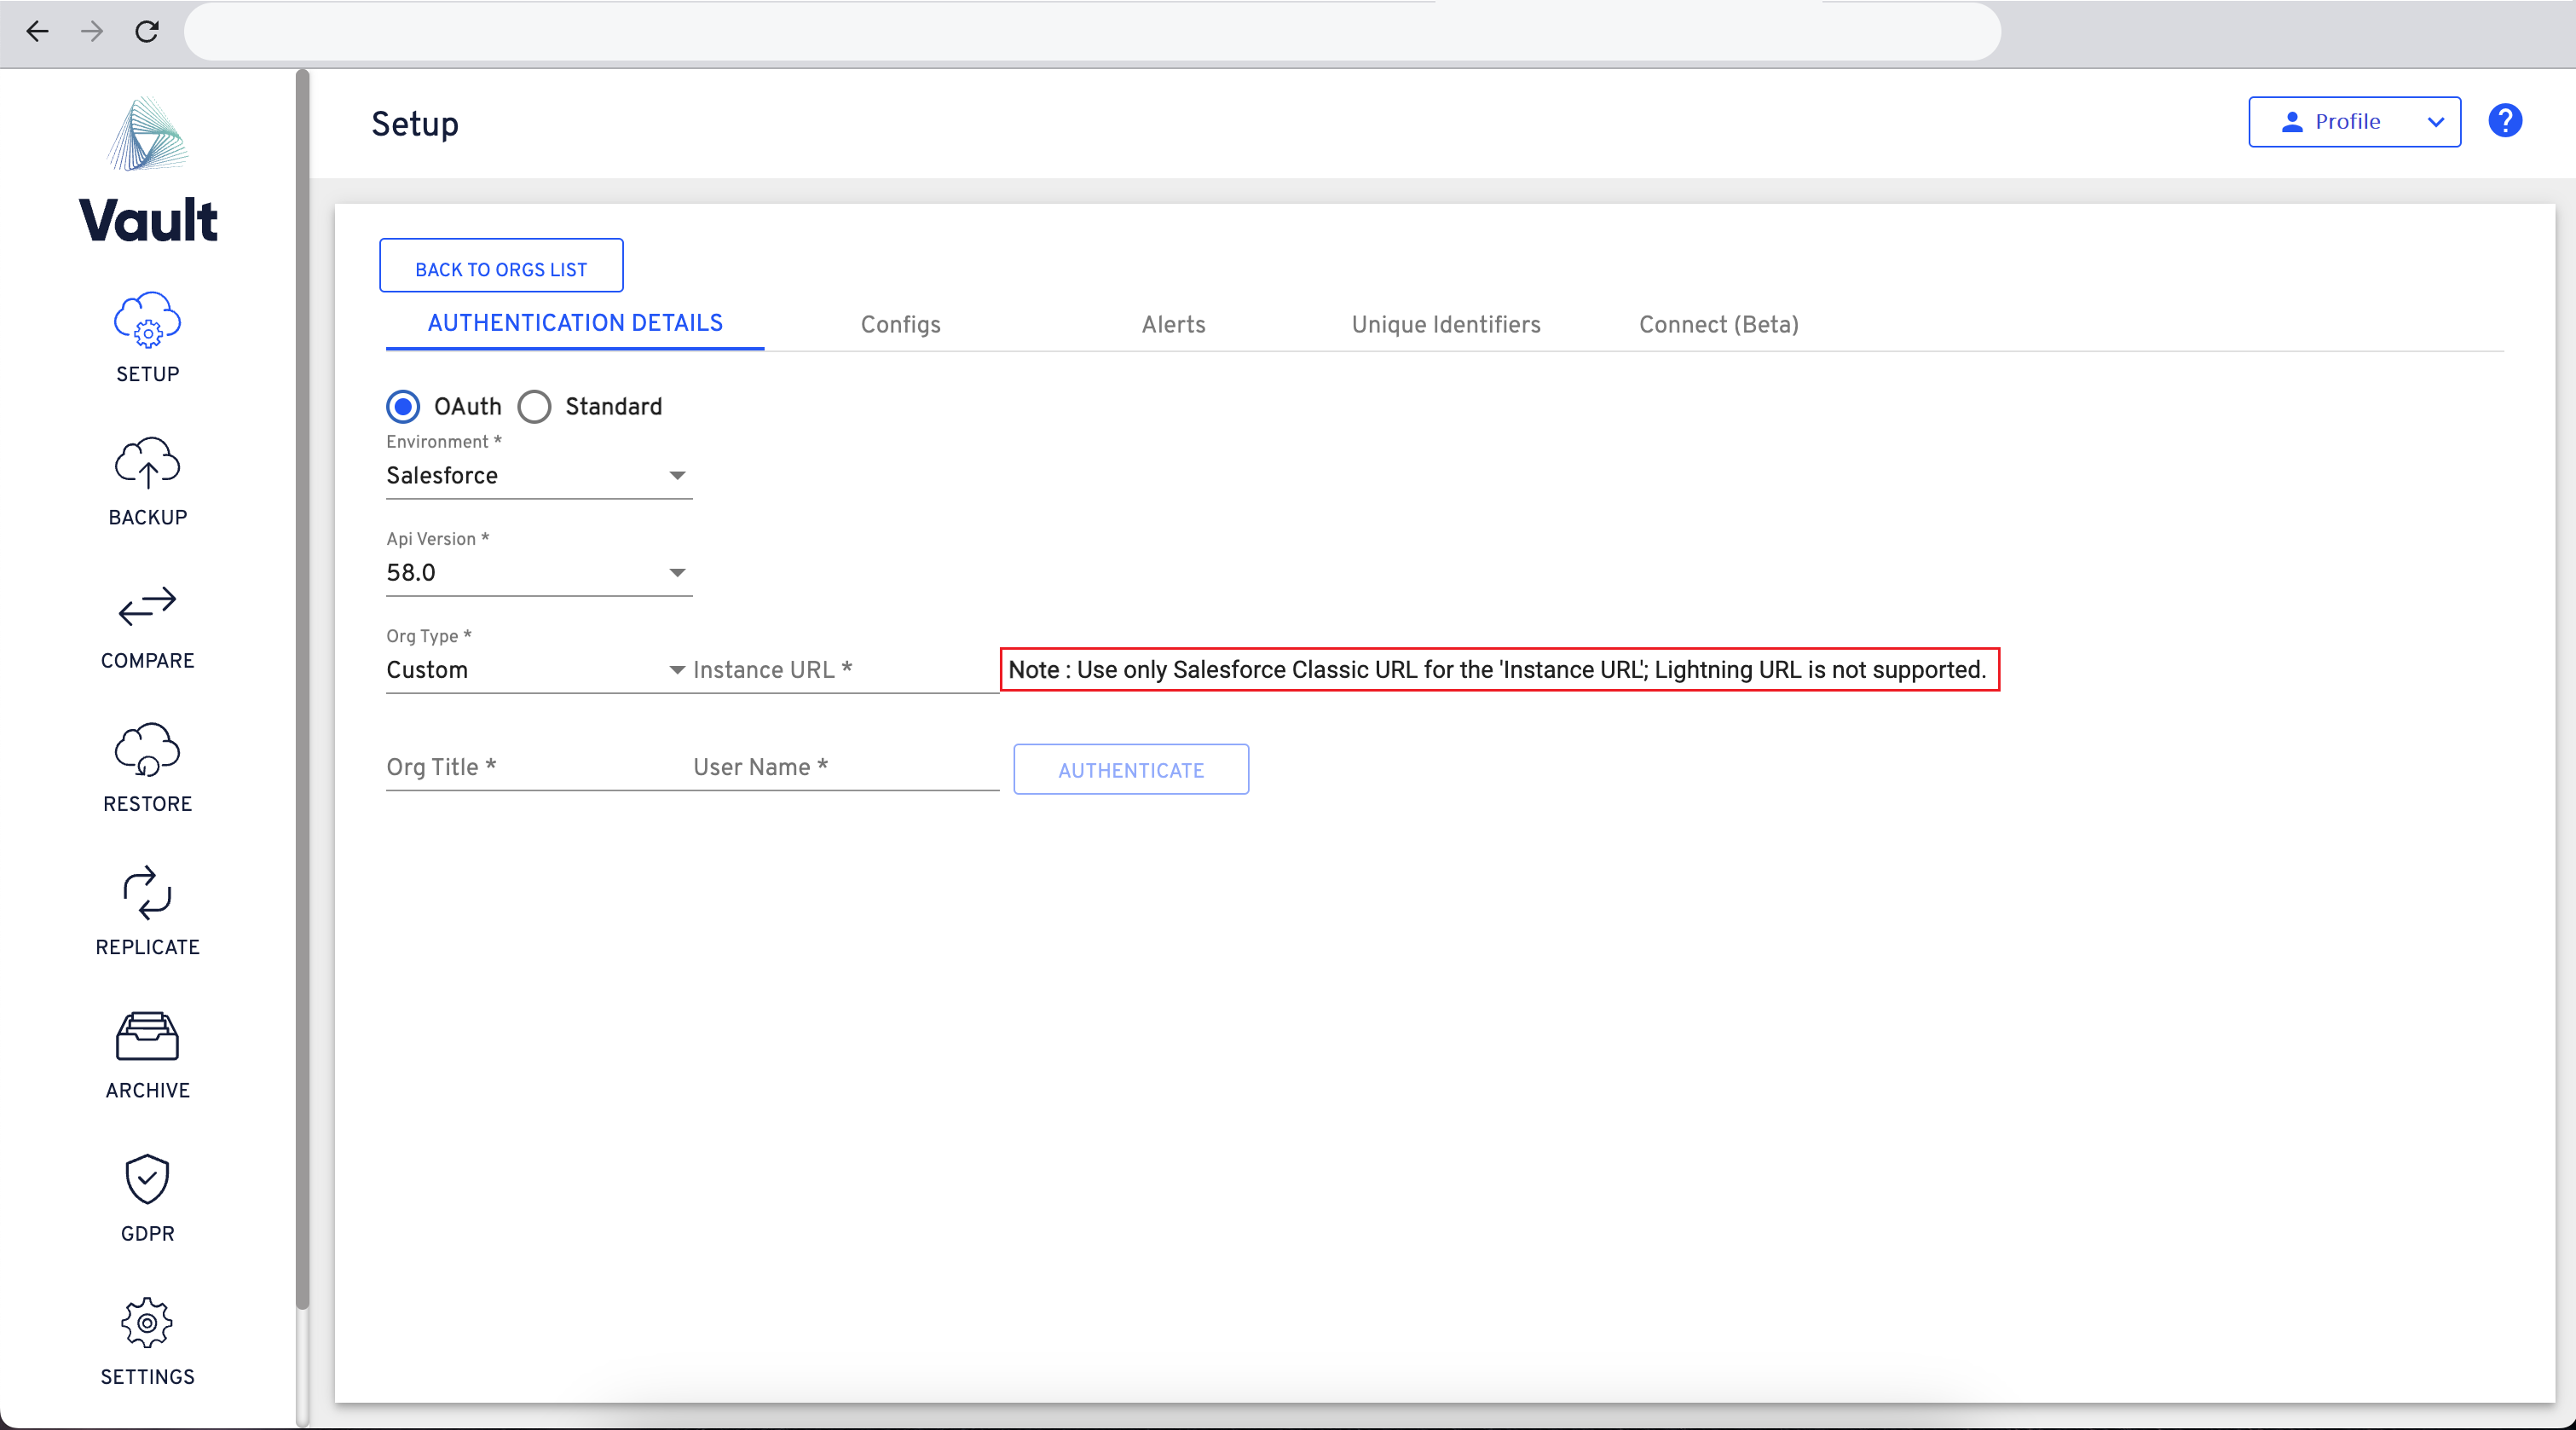 Setup
Profile
?
Vault
SETUP
BACKUP
COMPARE
RESTORE
REPLICATE
ARCHIVE
GDPR
SETTINGS
BACK TO ORGS LIST
AUTHENTICATION DETAILS Configs Alerts Unique Identifiers Connect (Beta)
OAuth Standard
Environment *
Salesforce
Api Version *
58.0
Org Type *
Custom Instance URL * Note : Use only Salesforce Classic URL for the 'Instance URL'; Lightning URL is not supported.
Org Title * User Name * AUTHENTICATE